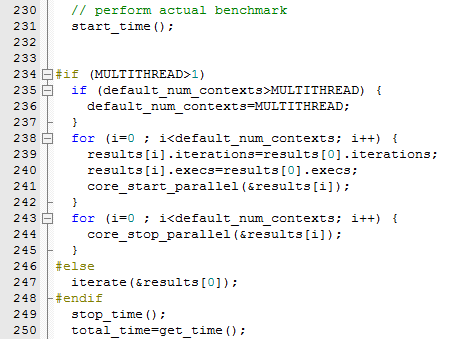 230 // perform actual benchmark
231 start_time();
232
233
234 #if (MULTITHREAD>1)
235 if (default_num_contexts>MULTITHREAD) {
236 default_num_contexts=MULTITHREAD;
237 }
238 for (i=0 ; i<default_num_contexts; i++) {
239 results[i].iterations=results[0].iterations;
240 results[i].execs=results[0].execs;
241 core_start_parallel(&results[i]);
242 }
243 for (i=0 ; i<default_num_contexts; i++) {
244 core_stop_parallel(&results[i]);
245 }
246 #else
247 iterate(&results[0]);
248 #endif
249 stop_time();
250 total_time=get_time();